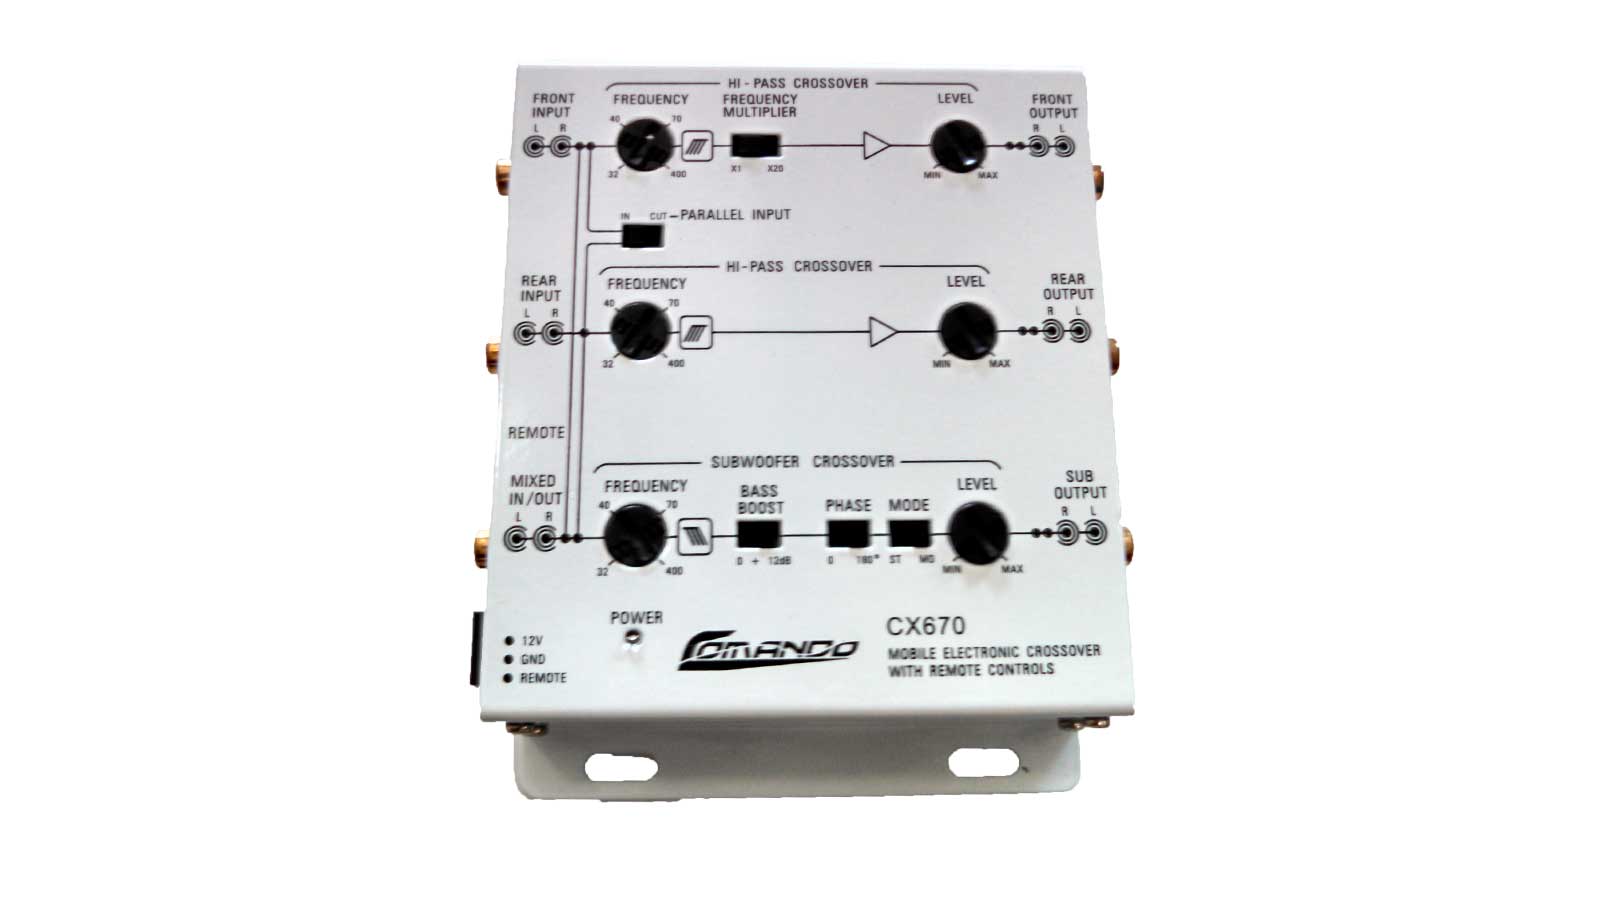 HI - PASS CROSSOVER
FRONT INPUT
L R
FREQUENCY
40 70
32 400
FREQUENCY MULTIPLIER
X1 X20
LEVEL
MIN MAX
FRONT OUTPUT
R L
IN CUT PARALLEL INPUT
HI - PASS CROSSOVER
REAR INPUT
L R
FREQUENCY
40 70
32 400
LEVEL
MIN MAX
REAR OUTPUT
R L
REMOTE
SUBWOOFER CROSSOVER
MIXED IN/OUT
L R
FREQUENCY
40 70
32 400
BASS BOOST
0 + 12dB
PHASE
0 180°
MODE
ST MO
LEVEL
MIN MAX
SUB OUTPUT
R L
POWER
12V
GND
REMOTE
COMANDO
CX670
MOBILE ELECTRONIC CROSSOVER
WITH REMOTE CONTROLS